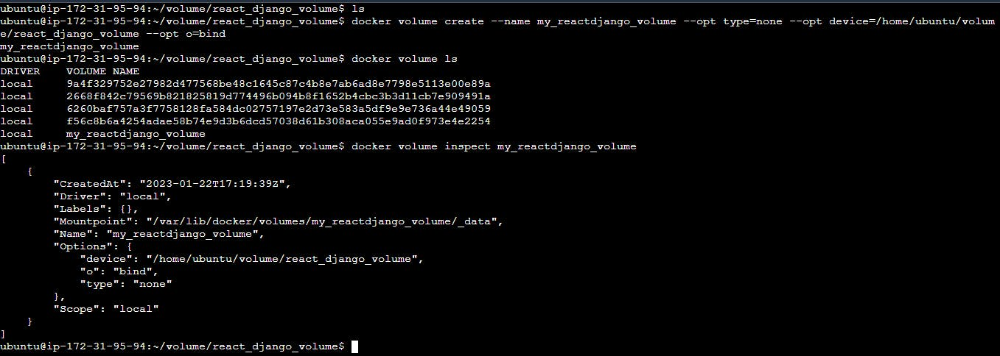 ubuntu@ip-172-31-95-94:~/volume/react_django_volume$ ls
ubuntu@ip-172-31-95-94:~/volume/react_django_volume$ docker volume create --name my_reactdjango_volume --opt type=none --opt device=/home/ubuntu/volum
e/react_django_volume --opt o=bind
my_reactdjango_volume
ubuntu@ip-172-31-95-94:~/volume/react_django_volume$ docker volume ls
DRIVER    VOLUME NAME
local     9a4f329752e27982d477568be48c1645c87c4b8e7ab6ad8e7798e5113e00e89a
local     2668f842c79569b821825819d774496b094b8f1652b4cbc3b3d11cb7e909491a
local     6260baf757a3f7758128fa584dc02757197e2d73e583a5df9e9e736a44e49059
local     f56c8b6a4254adae58b74e9d3b6dcd57038d61b308aca055e9ad0f973e4e2254
local     my_reactdjango_volume
ubuntu@ip-172-31-95-94:~/volume/react_django_volume$ docker volume inspect my_reactdjango_volume
[
    {
        "CreatedAt": "2023-01-22T17:19:39Z",
        "Driver": "local",
        "Labels": {},
        "Mountpoint": "/var/lib/docker/volumes/my_reactdjango_volume/_data",
        "Name": "my_reactdjango_volume",
        "Options": {
            "device": "/home/ubuntu/volume/react_django_volume",
            "o": "bind",
            "type": "none"
        },
        "Scope": "local"
    }
]
ubuntu@ip-172-31-95-94:~/volume/react_django_volume$